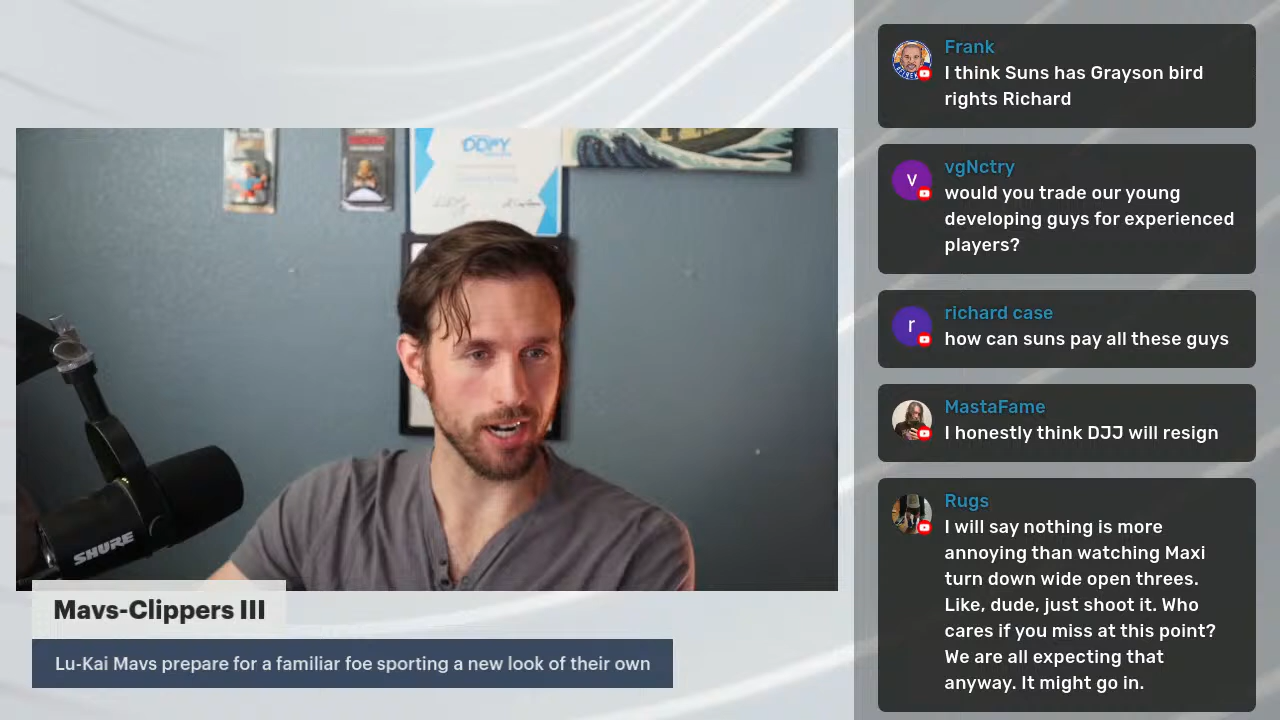 DDFY
SHURE
Mavs-Clippers III
Lu-Kai Mavs prepare for a familiar foe sporting a new look of their own
Frank
I think Suns has Grayson bird
rights Richard
v
vgNctry
would you trade our young
developing guys for experienced
players?
r
richard case
how can suns pay all these guys
MastaFame
I honestly think DJJ will resign
Rugs
I will say nothing is more
annoying than watching Maxi
turn down wide open threes.
Like, dude, just shoot it. Who
cares if you miss at this point?
We are all expecting that
anyway. It might go in.